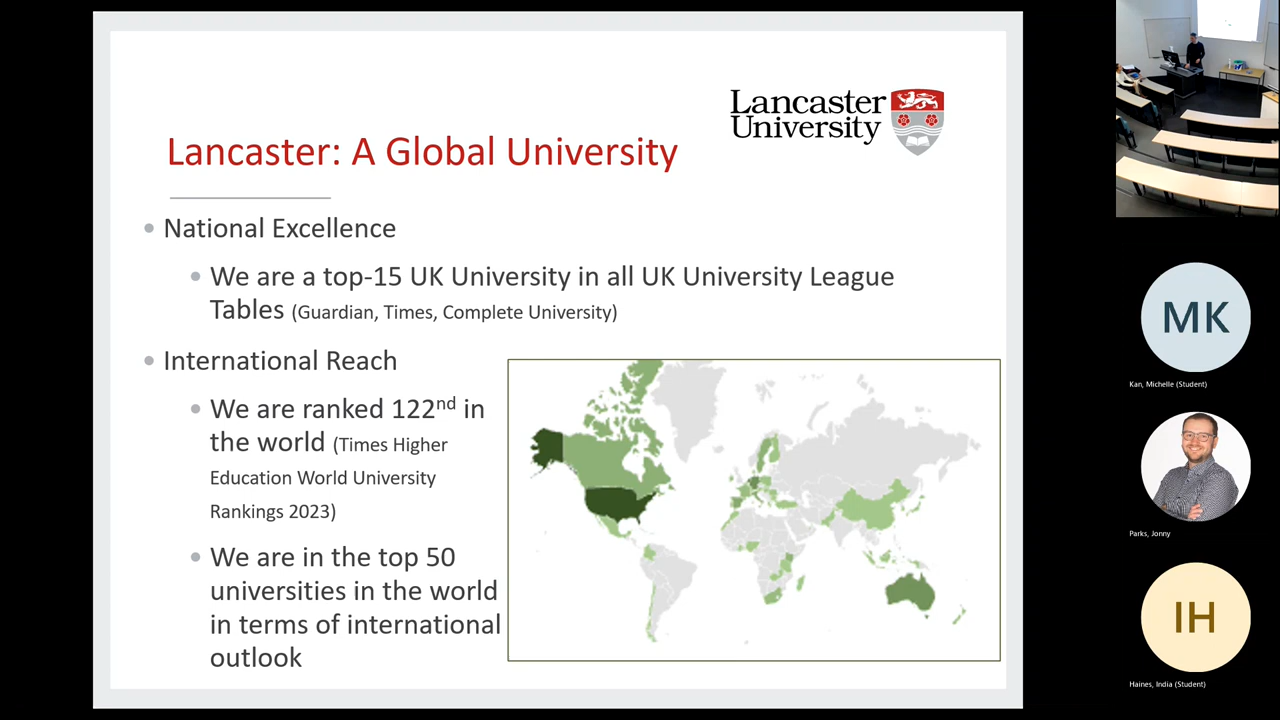 Lancaster
University
Lancaster: A Global University
• National Excellence
• We are a top-15 UK University in all UK University League
Tables (Guardian, Times, Complete University)
• International Reach
• We are ranked 122nd in
the world (Times Higher
Education World University
Rankings 2023)
• We are in the top 50
universities in the world
in terms of international
outlook
MK
Kan, Michelle (Student)
Parks, Jonny
IH
Haines, India (Student)